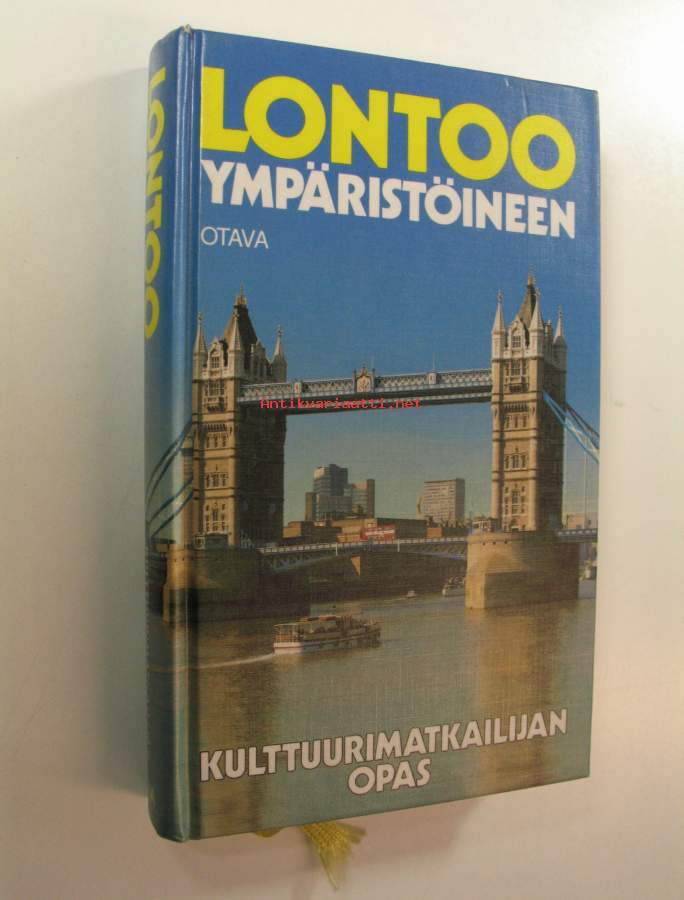 LONTOO
LONTOO
YMPÄRISTÖINEEN
OTAVA
Antikvariaatti.net
KULTTUURIMATKAILIJAN
OPAS